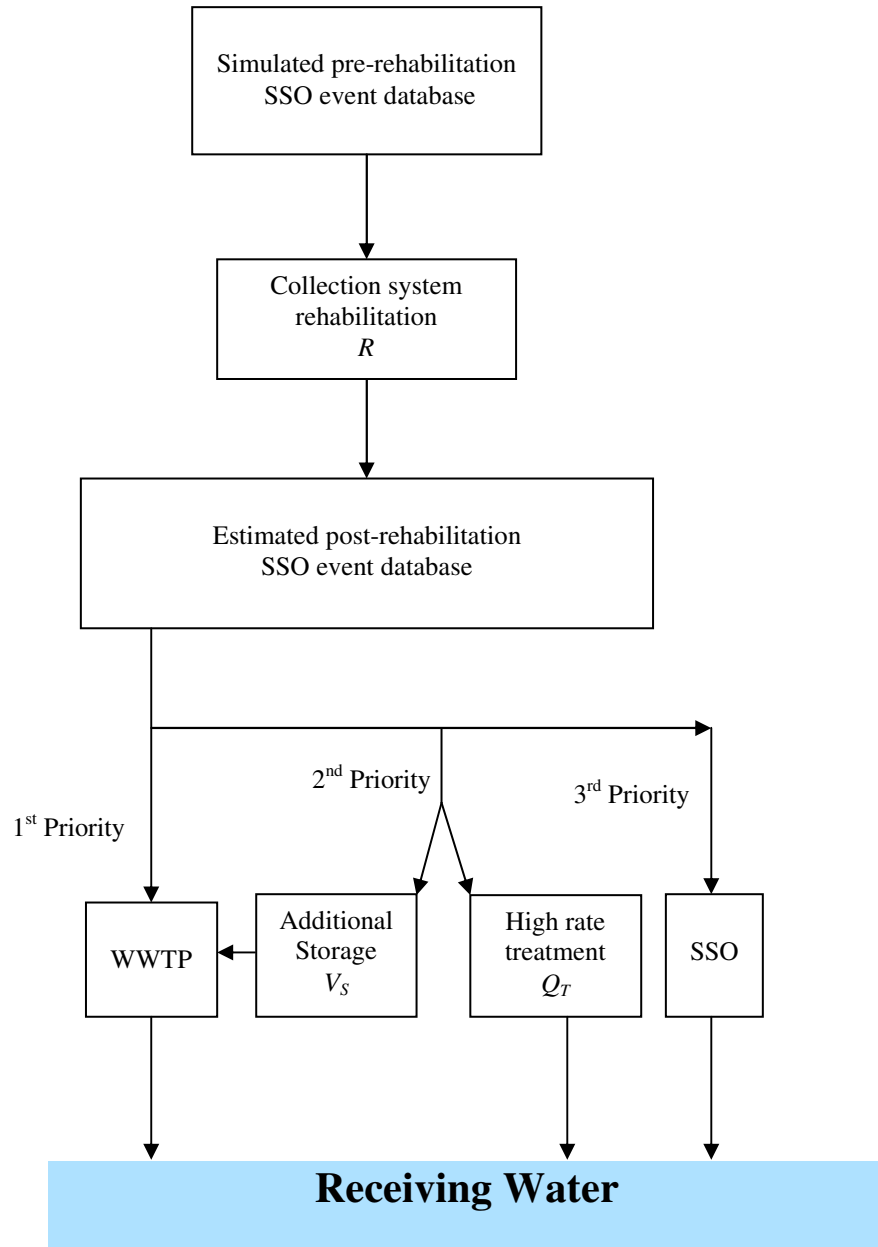 Simulated pre-rehabilitation
SSO event database
Collection system
rehabilitation
R
Estimated post-rehabilitation
SSO event database
2nd Priority
3rd Priority
1st Priority
WWTP
Additional
Storage
VS
High rate
treatment
QT
SSO
Receiving Water